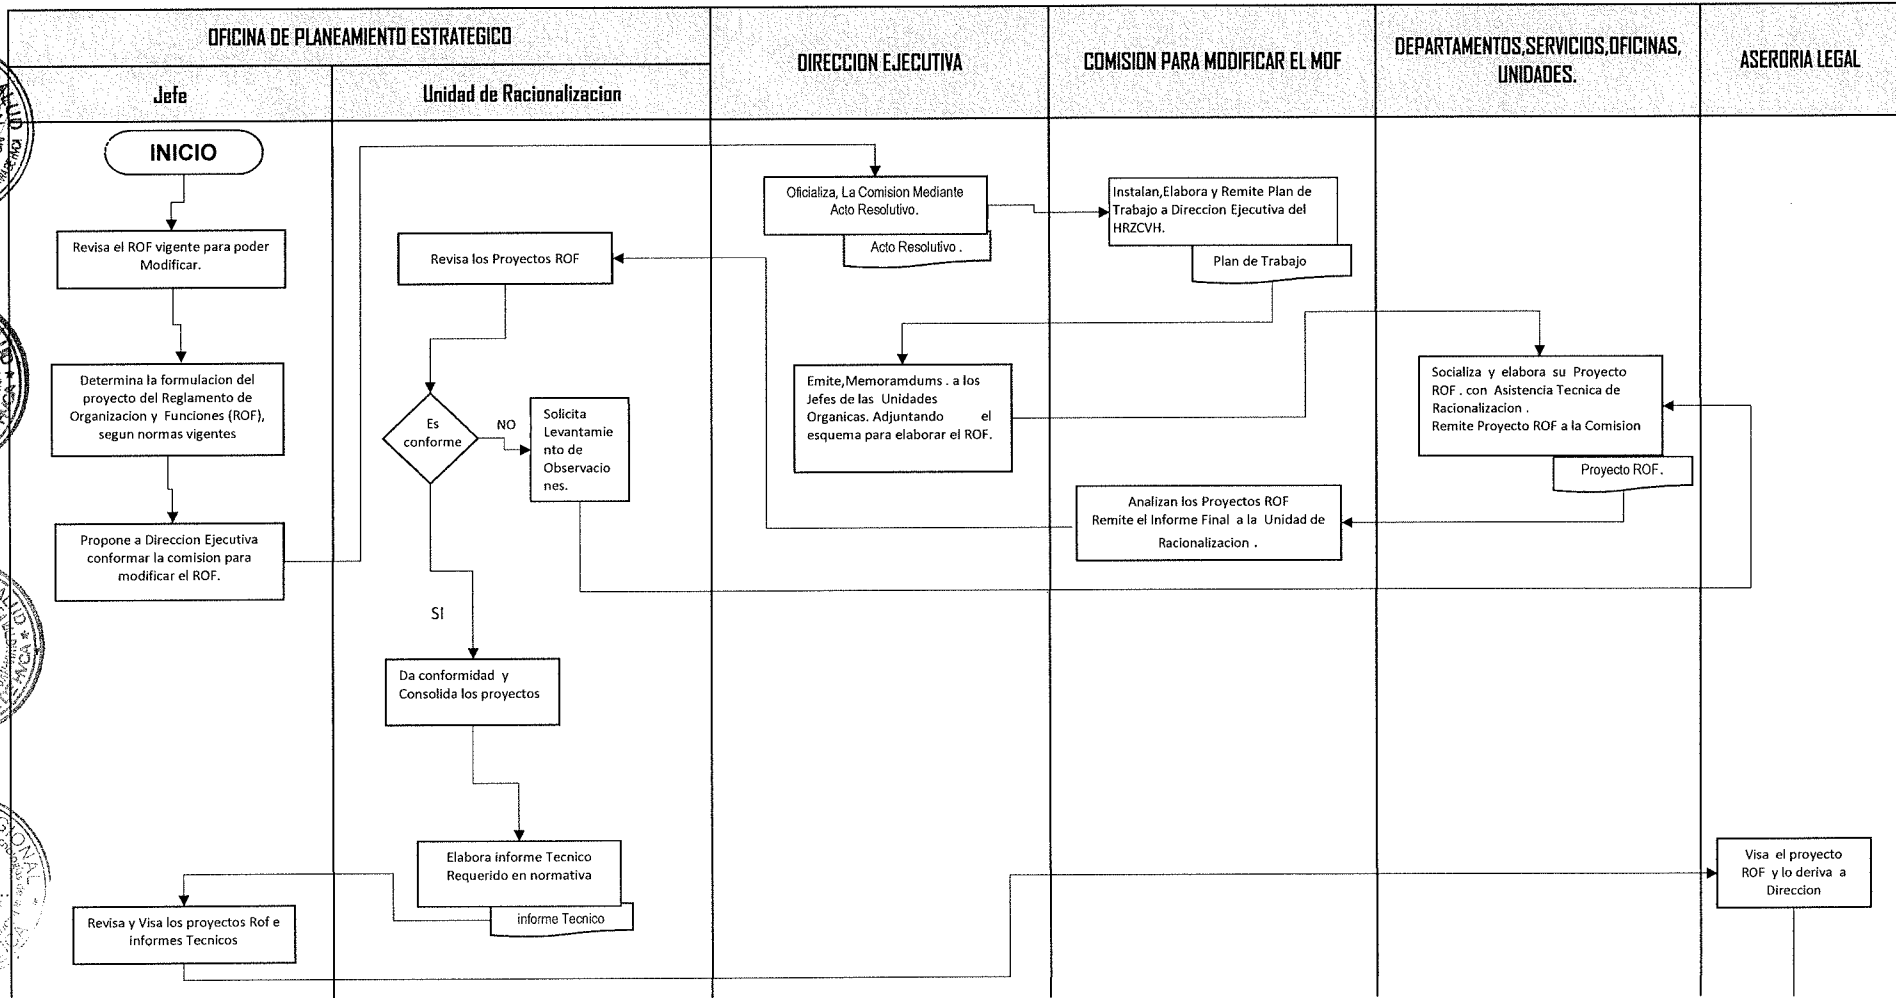 OFICINA DE PLANEAMIENTO ESTRATEGICO
DIRECCION EJECUTIVA
COMISION PARA MODIFICAR EL MOF
DEPARTAMENTOS,SERVICIOS,OFICINAS,
UNIDADES.
ASERORIA LEGAL
Jefe
Unidad de Racionalizacion
INICIO
Revisa el ROF vigente para poder
Modificar.
Determina la formulacion del
proyecto del Reglamento de
Organizacion y Funciones (ROF),
segun normas vigentes
Propone a Direccion Ejecutiva
conformar la comision para
modificar el ROF.
Oficializa, La Comision Mediante
Acto Resolutivo.
Acto Resolutivo .
Instalan,Elabora y Remite Plan de
Trabajo a Direccion Ejecutiva del
HRZCVH.
Plan de Trabajo
Emite,Memoramdums . a los
Jefes de las Unidades
Organicas. Adjuntando el
esquema para elaborar el ROF.
Socializa y elabora su Proyecto
ROF . con Asistencia Tecnica de
Racionalizacion .
Remite Proyecto ROF a la Comision
Proyecto ROF .
Analizan los Proyectos ROF
Remite el Informe Final a la Unidad de
Racionalizacion .
Revisa los Proyectos ROF
Es
conforme
NO
Solicita
Levantamie
nto de
Observacio
nes.
SI
Da conformidad y
Consolida los proyectos
Elabora informe Tecnico
Requerido en normativa
informe Tecnico
Revisa y Visa los proyectos Rof e
informes Tecnicos
Visa el proyecto
ROF y lo deriva a
Direccion